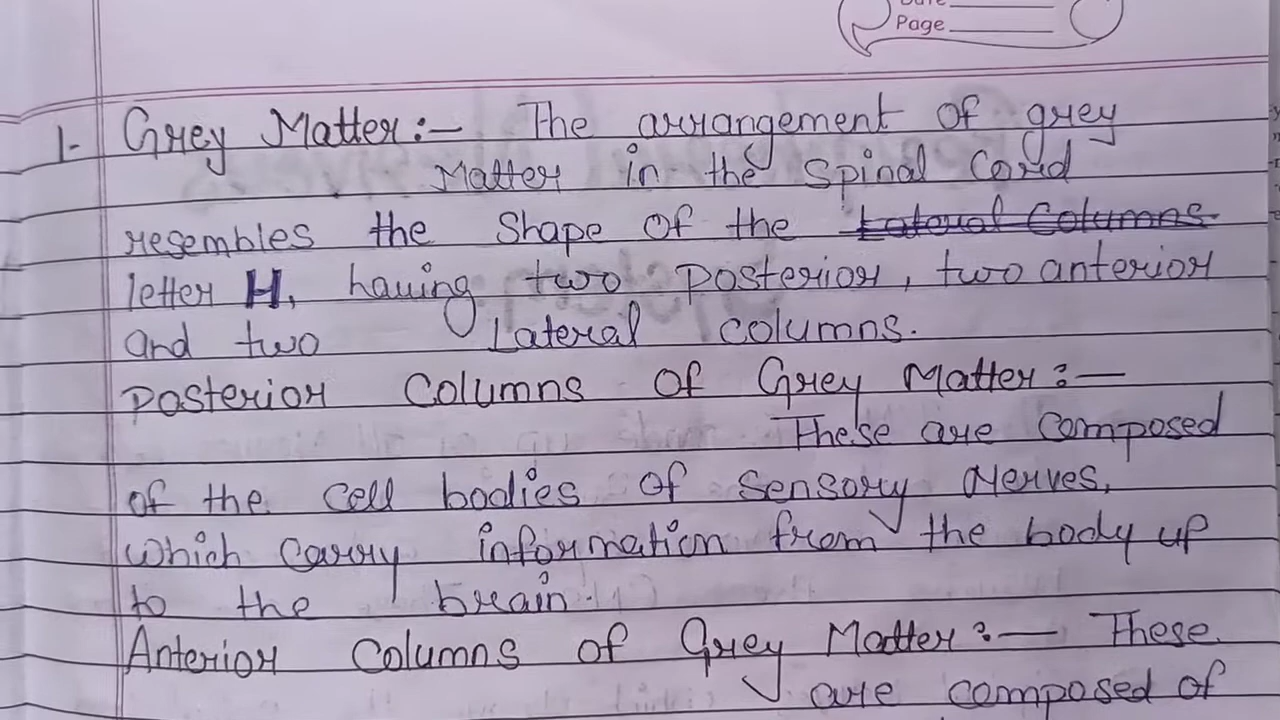 Date
Page
1- Grey Matter:- The arrangement of grey
Matter in the Spinal Cord
resembles the Shape of the Lateral Columns
letter H, having two posterior, two anterior
and two Lateral columns.
Posterior Columns of Grey Matter:-
These are composed
of the cell bodies of sensory nerves,
which carry information from the body up
to the brain.
Anterior Columns of Grey Matter:- These
are composed of